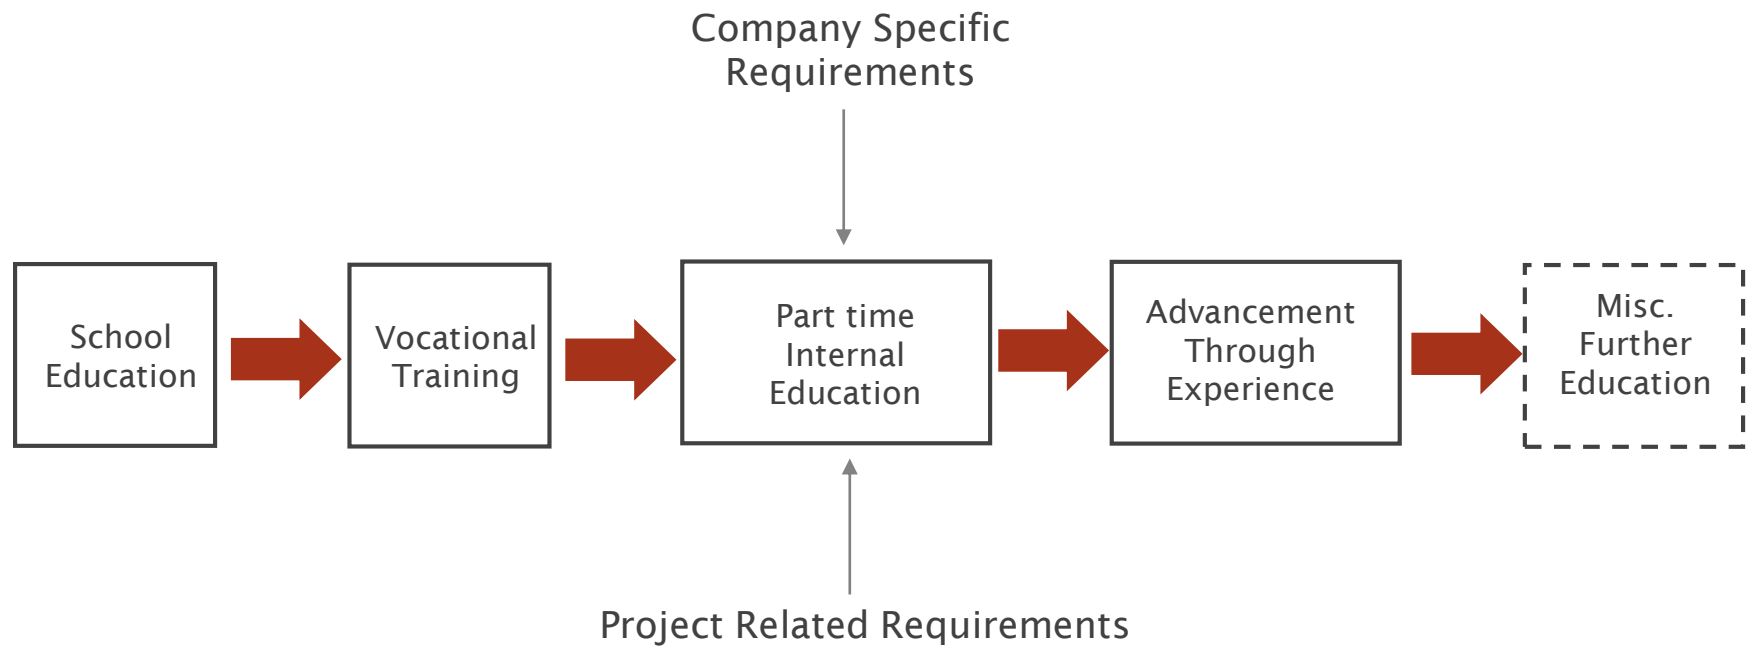 Company Specific
Requirements
School
Education
Vocational
Training
Part time
Internal
Education
Advancement
Through
Experience
Misc.
Further
Education
Project Related Requirements